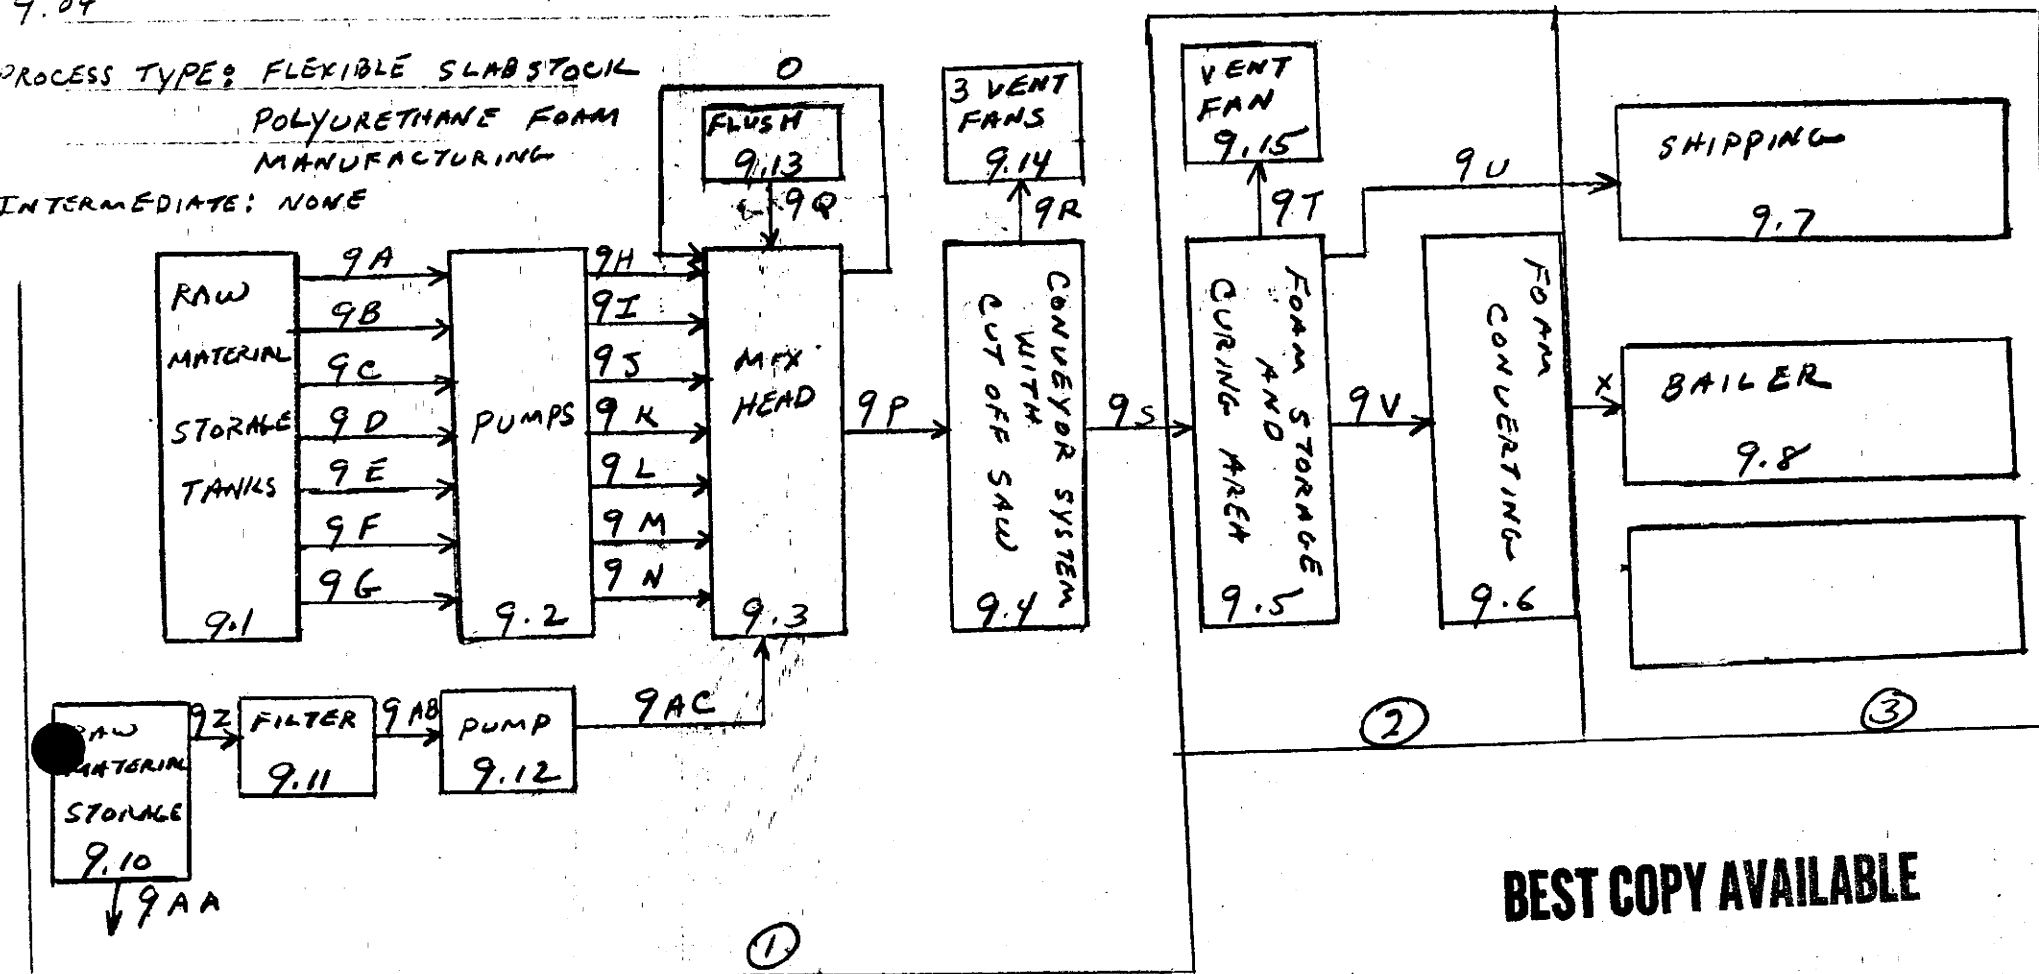 9.04
PROCESS TYPE: FLEXIBLE SLABSTOCK
POLYURETHANE FOAM
MANUFACTURING
INTERMEDIATE: NONE
O
FLUSH
9.13
9Q
3 VENT
FANS
9.14
9R
VENT
FAN
9.15
9T
9U
SHIPPING
9.7
RAW
MATERIAL
STORAGE
TANKS
9.1
9A
9B
9C
9D
9E
9F
9G
PUMPS
9.2
9H
9I
9J
9K
9L
9M
9N
MIX
HEAD
9.3
9P
CONVEYOR SYSTEM
WITH
CUT OFF SAW
9.4
9S
FOAM STORAGE
AND
CURING AREA
9.5
9V
FOAM
CONVERTING
9.6
X
BAILER
9.8
RAW
MATERIAL
STORAGE
9.10
9Z
FILTER
9.11
9AB
PUMP
9.12
9AC
9AA
1
2
3
BEST COPY AVAILABLE